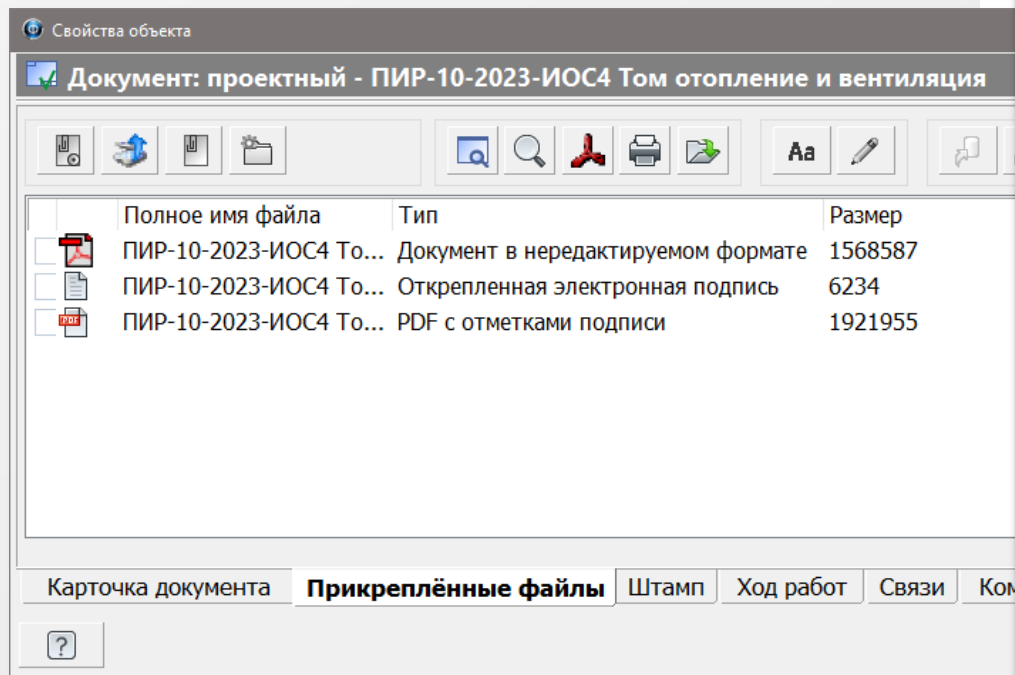 Свойства объекта
Документ: проектный - ПИР-10-2023-ИОС4 Том отопление и вентиляция
Aa
Полное имя файла Тип Размер
ПИР-10-2023-ИОС4 То... Документ в нередактируемом формате 1568587
ПИР-10-2023-ИОС4 То... Открепленная электронная подпись 6234
PDF ПИР-10-2023-ИОС4 То... PDF с отметками подписи 1921955
Карточка документа Прикреплённые файлы Штамп Ход работ Связи Ком
?